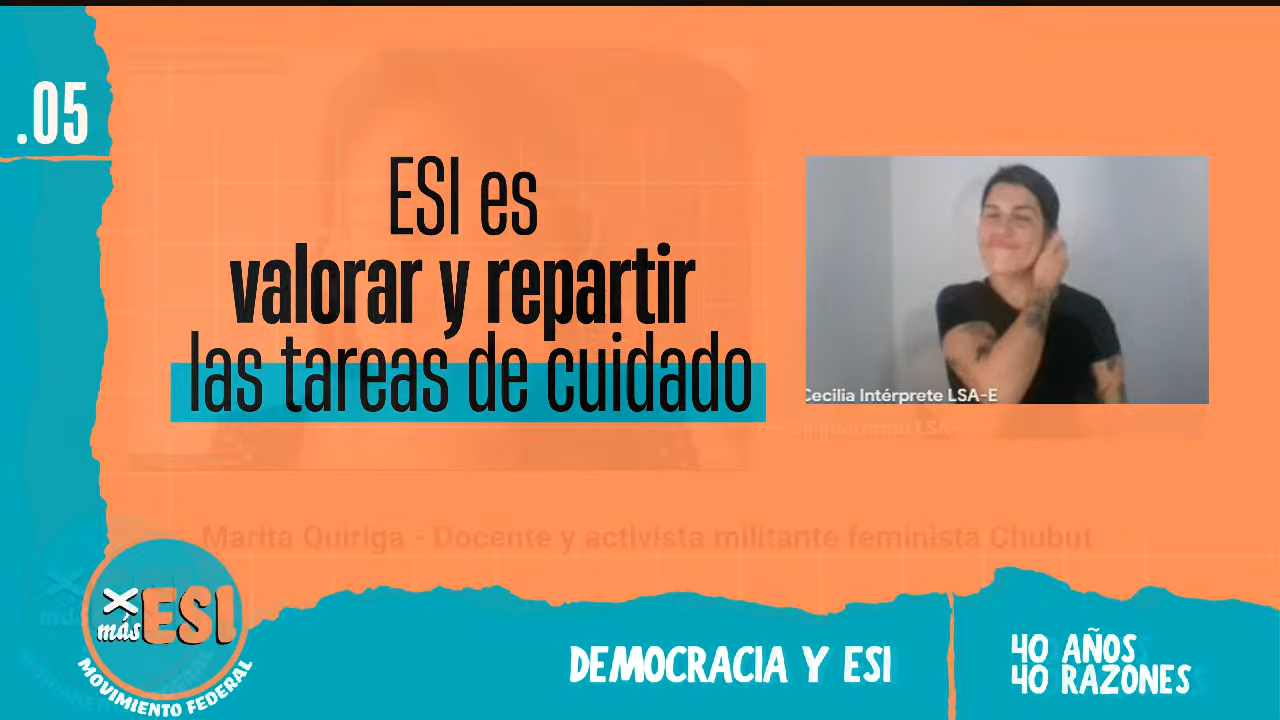 .05
ESI es
valorar y repartir
las tareas de cuidado
Cecilia Intérprete LSA-E
Marita Quiriga - Docente y activista militante feminista Chubut
x
más ESI
MOVIMIENTO FEDERAL
DEMOCRACIA Y ESI
40 AÑOS
40 RAZONES